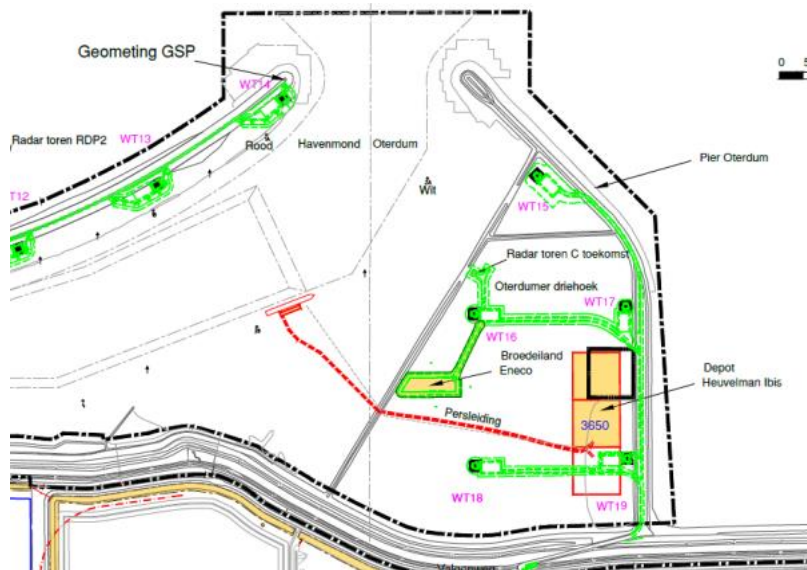 Geometing GSP
WT14
0 5
WT13
Radar toren RDP2
Rood
Havenmond Oterdum
Pier Oterdum
Wit
WT15
Radar toren C toekomst
Oterdumer driehoek
WT17
WT16
Broedeiland
Eneco
Depot
Heuvelman Ibis
Persleiding
3650
WT18
WT19